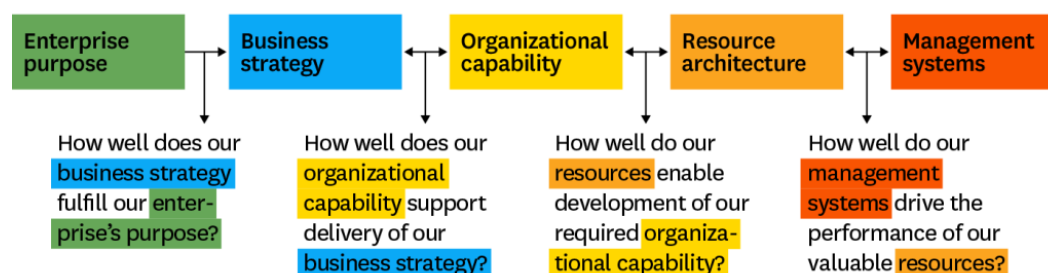 Enterprise
purpose
Business
strategy
Organizational
capability
Resource
architecture
Management
systems
How well does our
business strategy
fulfill our enter-
prise's purpose?
How well does our
organizational
capability support
delivery of our
business strategy?
How well do our
resources enable
development of our
required organiza-
tional capability?
How well do our
management
systems drive the
performance of our
valuable resources?